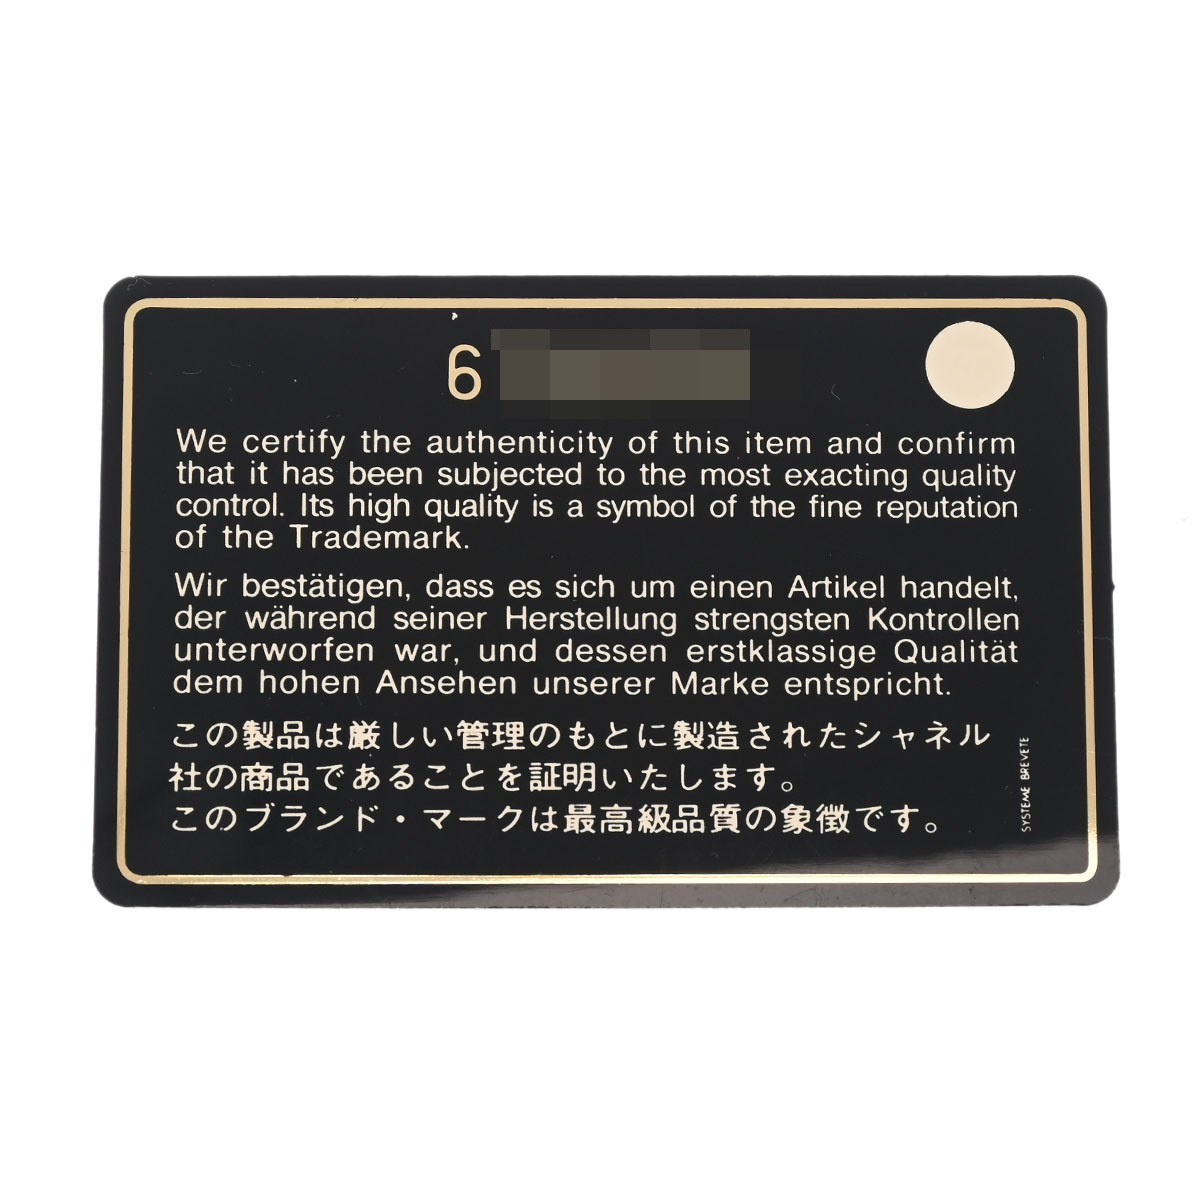 6
We certify the authenticity of this item and confirm
that it has been subjected to the most exacting quality
control. Its high quality is a symbol of the fine reputation
of the Trademark.
Wir bestätigen, dass es sich um einen Artikel handelt,
der während seiner Herstellung strengsten Kontrollen
unterworfen war, und dessen erstklassige Qualität
dem hohen Ansehen unserer Marke entspricht.
この製品は厳しい管理のもとに製造されたシャネル
社の商品であることを証明いたします。
このブランド・マークは最高級品質の象徴です。
SYSTEME BREVETE